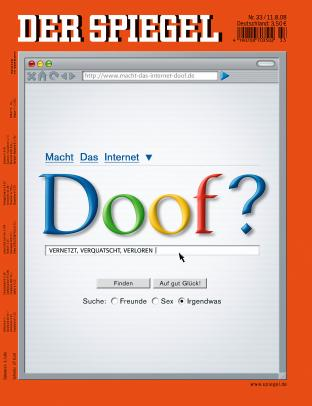 DER SPIEGEL
Nr. 33 / 11.8.08
Deutschland: 3,50 €
http://www.macht-das-internet-doof.de
Macht Das Internet ▼
Doof?
VERNETZT, VERQUATSCHT, VERLOREN
Finden Auf gut Glück!
Suche: Freunde Sex Irgendwas
www.spiegel.de